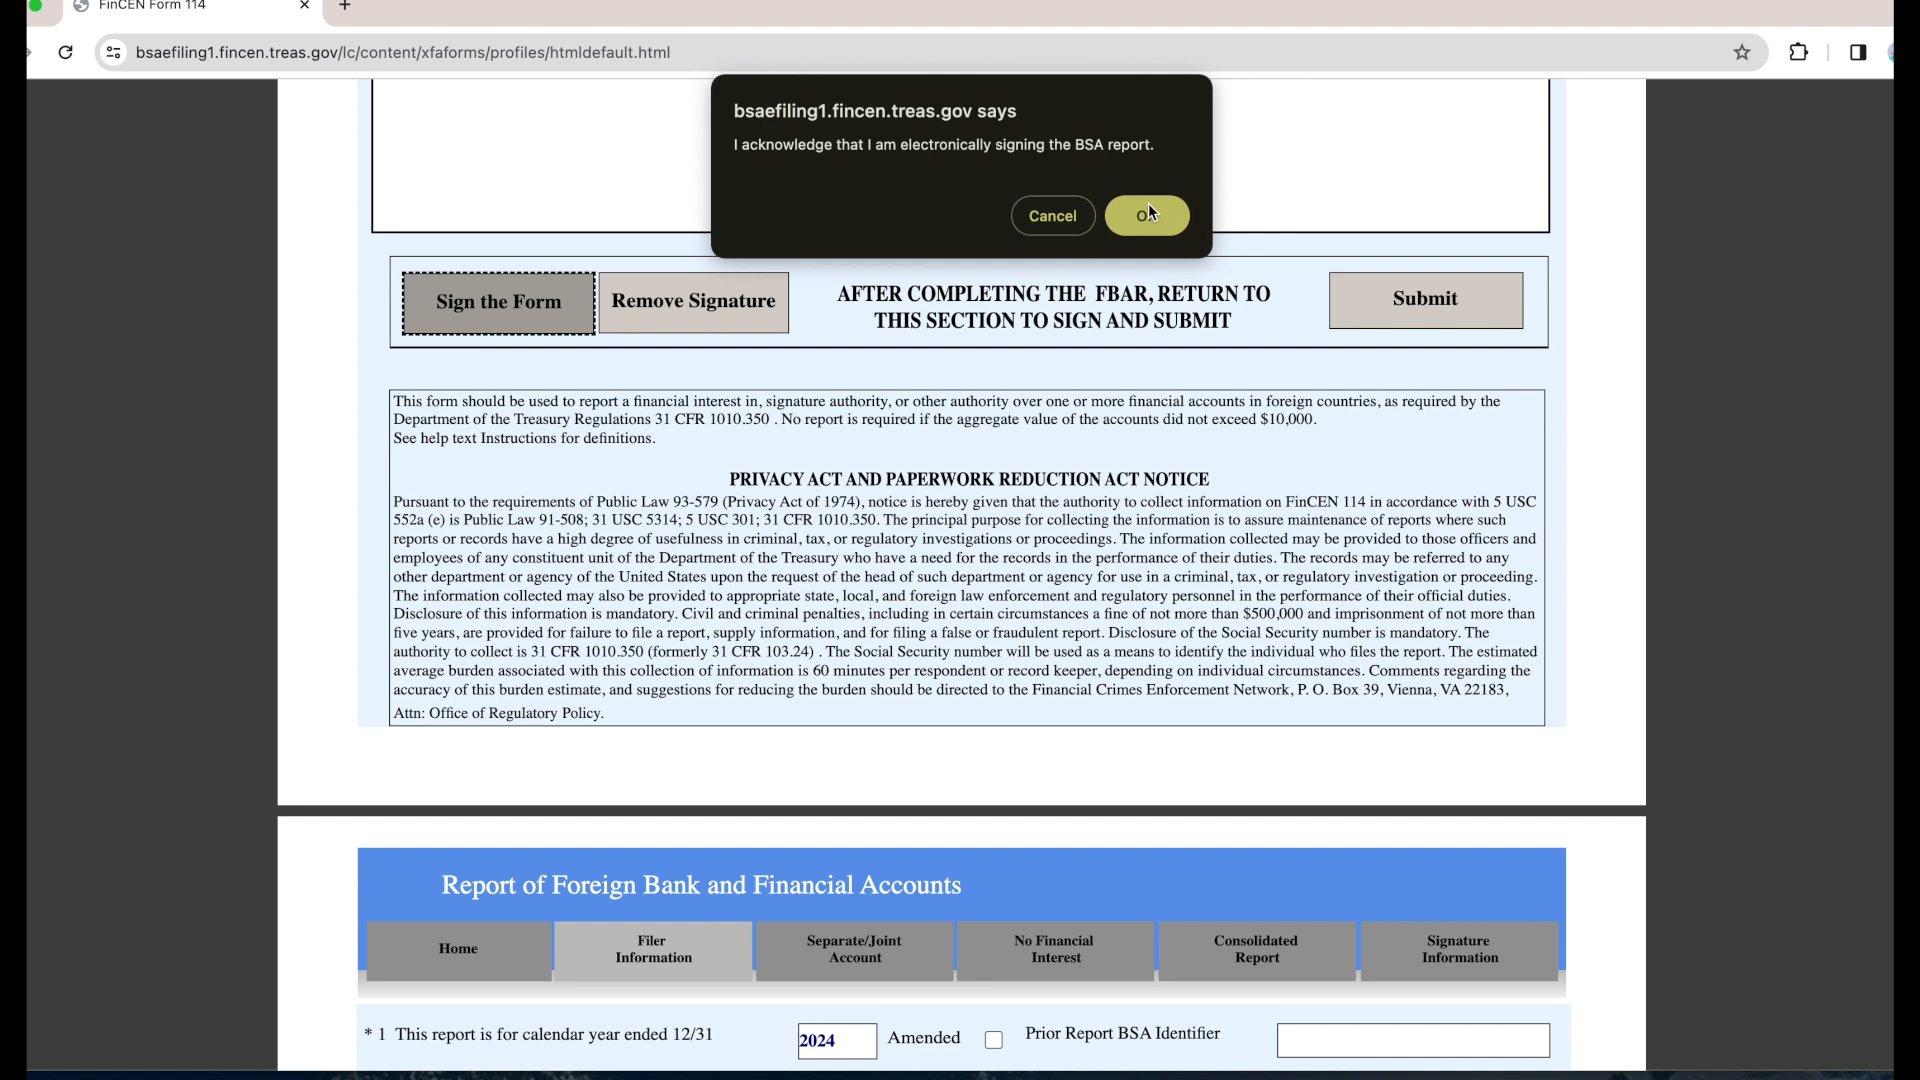 FinCEN Form 114
bsaefiling1.fincen.treas.gov/lc/content/xfaforms/profiles/htmldefault.html
bsaefiling1.fincen.treas.gov says
I acknowledge that I am electronically signing the BSA report.
Cancel
Sign the Form
Remove Signature
AFTER COMPLETING THE FBAR, RETURN TO
THIS SECTION TO SIGN AND SUBMIT
Submit
This form should be used to report a financial interest in, signature authority, or other authority over one or more financial accounts in foreign countries, as required by the
Department of the Treasury Regulations 31 CFR 1010.350 . No report is required if the aggregate value of the accounts did not exceed $10,000.
See help text Instructions for definitions.
PRIVACY ACT AND PAPERWORK REDUCTION ACT NOTICE
Pursuant to the requirements of Public Law 93-579 (Privacy Act of 1974), notice is hereby given that the authority to collect information on FinCEN 114 in accordance with 5 USC
552a (e) is Public Law 91-508; 31 USC 5314; 5 USC 301; 31 CFR 1010.350. The principal purpose for collecting the information is to assure maintenance of reports where such
reports or records have a high degree of usefulness in criminal, tax, or regulatory investigations or proceedings. The information collected may be provided to those officers and
employees of any constituent unit of the Department of the Treasury who have a need for the records in the performance of their duties. The records may be referred to any
other department or agency of the United States upon the request of the head of such department or agency for use in a criminal, tax, or regulatory investigation or proceeding.
The information collected may also be provided to appropriate state, local, and foreign law enforcement and regulatory personnel in the performance of their official duties.
Disclosure of this information is mandatory. Civil and criminal penalties, including in certain circumstances a fine of not more than $500,000 and imprisonment of not more than
five years, are provided for failure to file a report, supply information, and for filing a false or fraudulent report. Disclosure of the Social Security number is mandatory. The
authority to collect is 31 CFR 1010.350 (formerly 31 CFR 103.24) . The Social Security number will be used as a means to identify the individual who files the report. The estimated
average burden associated with this collection of information is 60 minutes per respondent or record keeper, depending on individual circumstances. Comments regarding the
accuracy of this burden estimate, and suggestions for reducing the burden should be directed to the Financial Crimes Enforcement Network, P. O. Box 39, Vienna, VA 22183,
Attn: Office of Regulatory Policy.
Report of Foreign Bank and Financial Accounts
Home
Filer
Information
Separate/Joint
Account
No Financial
Interest
Consolidated
Report
Signature
Information
* 1 This report is for calendar year ended 12/31
2024
Amended
Prior Report BSA Identifier